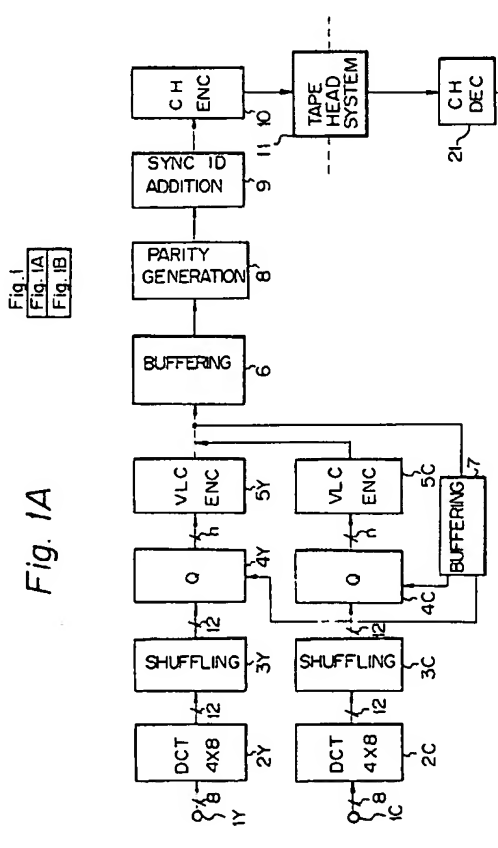 Fig. 1
Fig. 1A
Fig. 1B
Fig. 1A
1Y
8
DCT
4X8
2Y
12
SHUFFLING
3Y
12
Q
4Y
n
VLC
ENC
5Y
BUFFERING
6
PARITY
GENERATION
8
SYNC ID
ADDITION
9
CH
ENC
10
TAPE
HEAD
SYSTEM
11
CH
DEC
21
1C
8
DCT
4X8
2C
12
SHUFFLING
3C
12
Q
4C
n
VLC
ENC
5C
BUFFERING
7